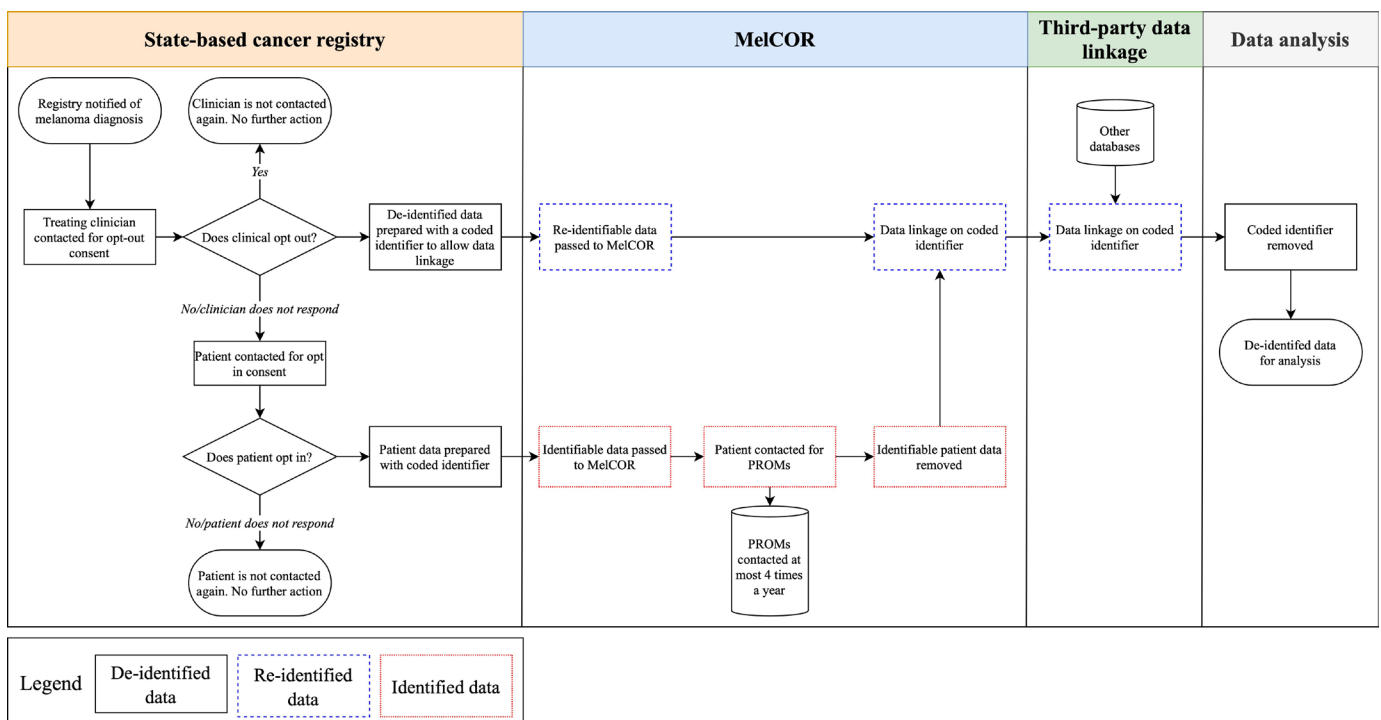 State-based cancer registry
MelCOR
Third-party data
linkage
Data analysis
Registry notified of
melanoma diagnosis
Clinician is not contacted
again. No further action
Other
databases
Yes
Treating clinician
contacted for opt-out
consent
Does clinical opt out?
De-identified data
prepared with a coded
identifier to allow data
linkage
Re-identifiable data
passed to MelCOR
Data linkage on coded
identifier
Data linkage on coded
identifier
Coded identifier
removed
No/clinician does not respond
Patient contacted for opt
in consent
De-identifed data
for analysis
Does patient opt in?
Patient data prepared
with coded identifier
Identifiable data passed
to MelCOR
Patient contacted for
PROMs
Identifiable patient data
removed
No/patient does not respond
PROMs
contacted at
most 4 times
a year
Patient is not contacted
again. No further action
Legend
De-identified
data
Re-identified
data
Identified data